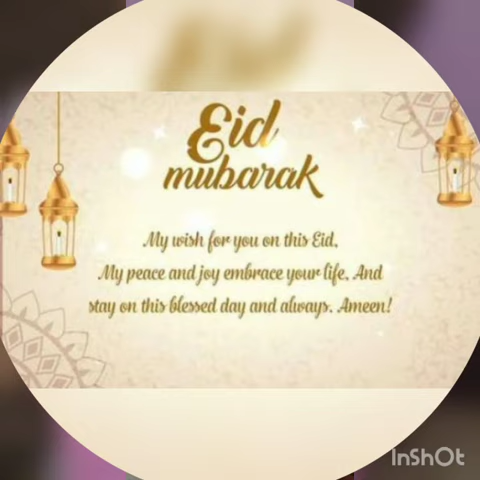 Eid
mubarak
My wish for you on this Eid,
My peace and joy embrace your life, And
stay on this blessed day and always. Ameen!
InShOt